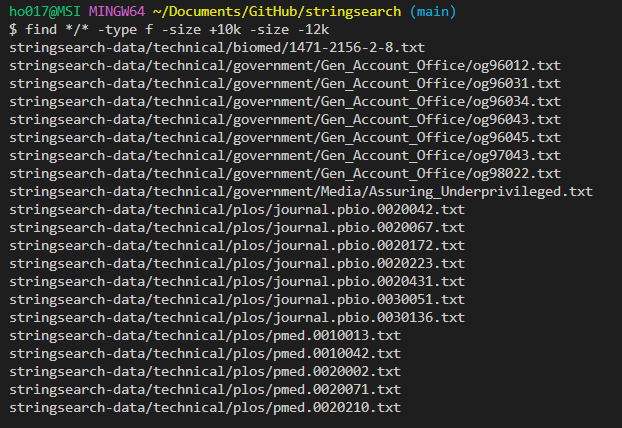 ho017@MSI MINGW64 ~/Documents/GitHub/stringsearch (main)
$ find */* -type f -size +10k -size -12k
stringsearch-data/technical/biomed/1471-2156-2-8.txt
stringsearch-data/technical/government/Gen_Account_Office/og96012.txt
stringsearch-data/technical/government/Gen_Account_Office/og96031.txt
stringsearch-data/technical/government/Gen_Account_Office/og96034.txt
stringsearch-data/technical/government/Gen_Account_Office/og96043.txt
stringsearch-data/technical/government/Gen_Account_Office/og96045.txt
stringsearch-data/technical/government/Gen_Account_Office/og97043.txt
stringsearch-data/technical/government/Gen_Account_Office/og98022.txt
stringsearch-data/technical/government/Media/Assuring_Underprivileged.txt
stringsearch-data/technical/plos/journal.pbio.0020042.txt
stringsearch-data/technical/plos/journal.pbio.0020067.txt
stringsearch-data/technical/plos/journal.pbio.0020172.txt
stringsearch-data/technical/plos/journal.pbio.0020223.txt
stringsearch-data/technical/plos/journal.pbio.0020431.txt
stringsearch-data/technical/plos/journal.pbio.0030051.txt
stringsearch-data/technical/plos/journal.pbio.0030136.txt
stringsearch-data/technical/plos/pmed.0010013.txt
stringsearch-data/technical/plos/pmed.0010042.txt
stringsearch-data/technical/plos/pmed.0020002.txt
stringsearch-data/technical/plos/pmed.0020071.txt
stringsearch-data/technical/plos/pmed.0020210.txt